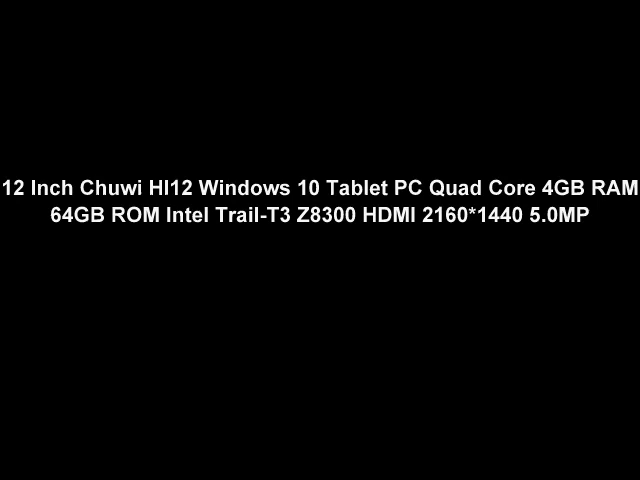 12 Inch Chuwi HI12 Windows 10 Tablet PC Quad Core 4GB RAM
64GB ROM Intel Trail-T3 Z8300 HDMI 2160*1440 5.0MP